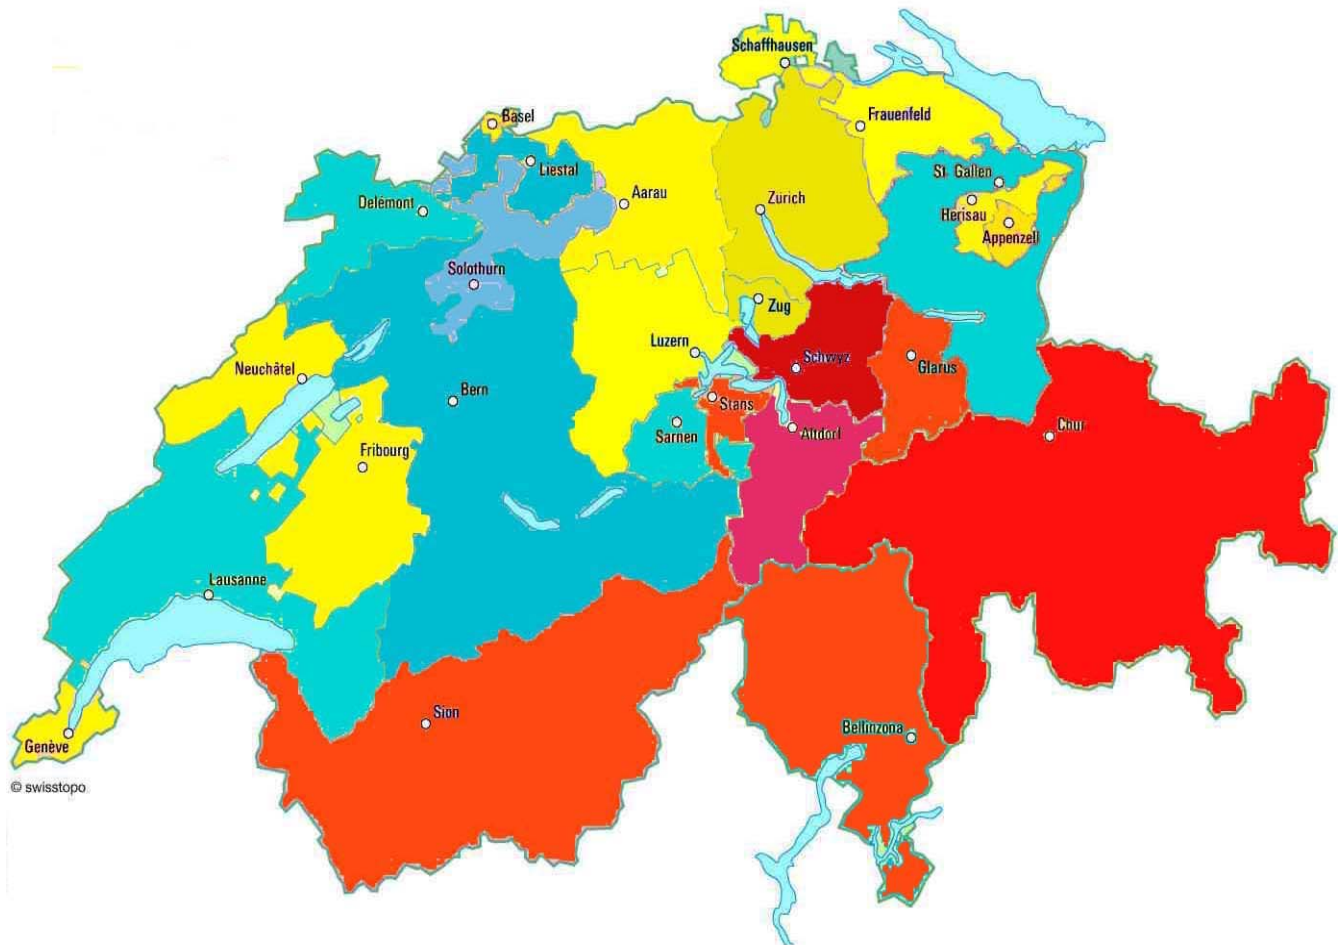 Schaffhausen
Basel
Frauenfeld
Liestal
St. Gallen
Delémont
Aarau
Zürich
Herisau
Appenzell
Solothurn
Zug
Luzern
Schwyz
Glarus
Neuchâtel
Bern
Stans
Sarnen
Altdorf
Chur
Fribourg
Lausanne
Sion
Bellinzona
Genève
© swisstopo